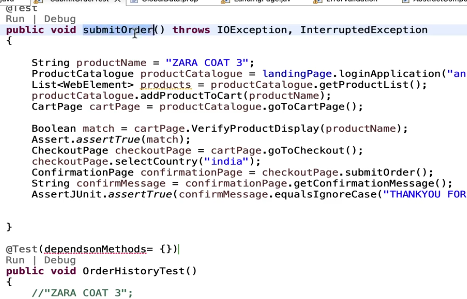 @Test
Run | Debug
public void submitOrder() throws IOException, InterruptedException
{
String productName = "ZARA COAT 3";
ProductCatalogue productCatalogue = landingPage.loginApplication("an
List<WebElement> products = productCatalogue.getProductList();
productCatalogue.addProductToCart(productName);
CartPage cartPage = productCatalogue.goToCartPage();
Boolean match = cartPage.VerifyProductDisplay(productName);
Assert.assertTrue(match);
CheckoutPage checkoutPage = cartPage.goToCheckout();
checkoutPage.selectCountry("india");
ConfirmationPage confirmationPage = checkoutPage.submitOrder();
String confirmMessage = confirmationPage.getConfirmationMessage();
AssertJUnit.assertTrue(confirmMessage.equalsIgnoreCase("THANKYOU FOR
}
@Test(dependsonMethods= {})
Run | Debug
public void OrderHistoryTest()
{
//"ZARA COAT 3";